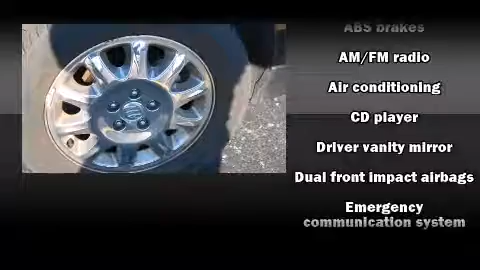 ABS brakes
AM/FM radio
Air conditioning
CD player
Driver vanity mirror
Dual front impact airbags
Emergency
communication system